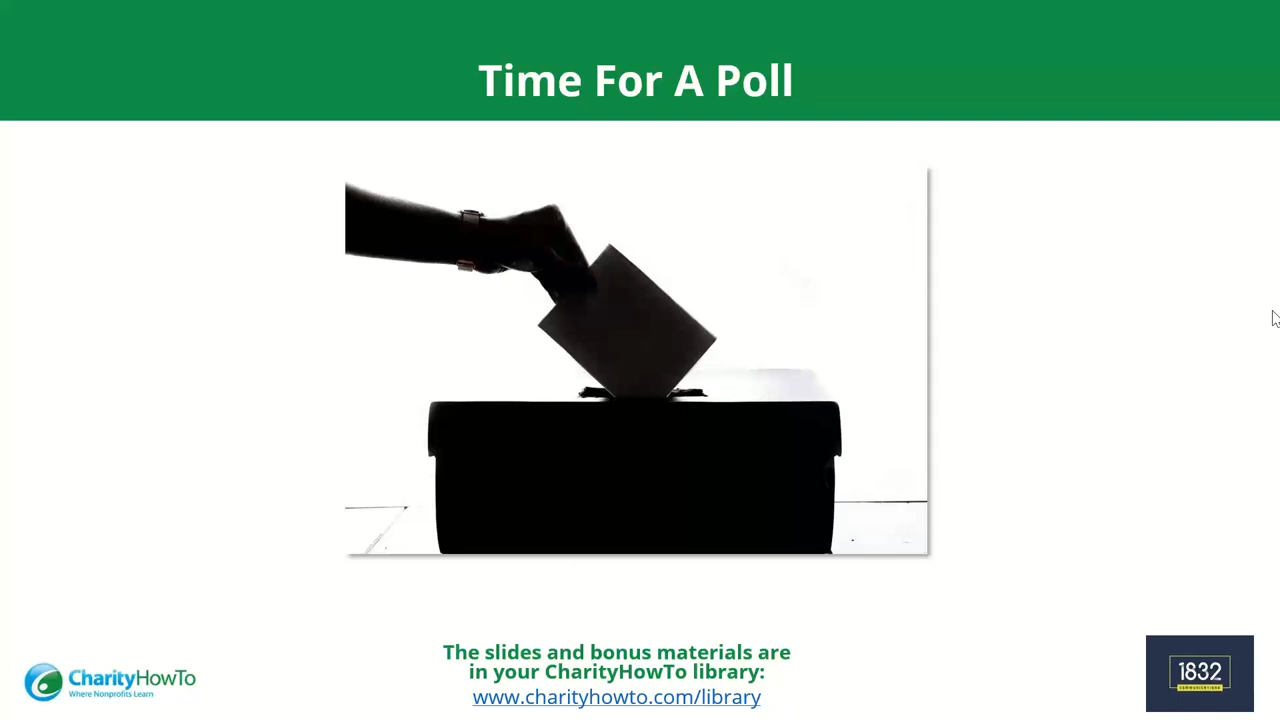 Time For A Poll
The slides and bonus materials are
in your CharityHowTo library:
www.charityhowto.com/library
CharityHowTo
Where Nonprofits Learn
1832
COMMUNICATIONS